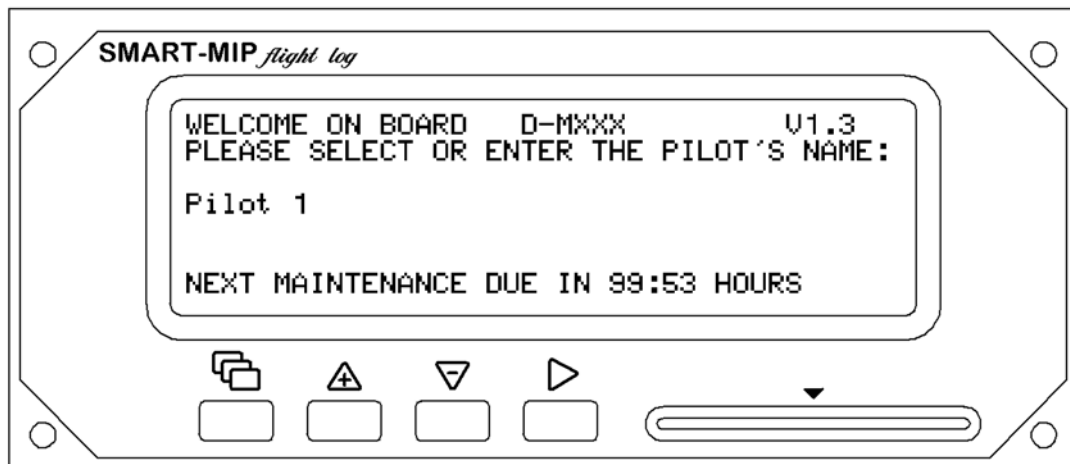 SMART-MIP flight log
WELCOME ON BOARD D-MXXX V1.3
PLEASE SELECT OR ENTER THE PILOT´S NAME:
Pilot 1
NEXT MAINTENANCE DUE IN 99:53 HOURS